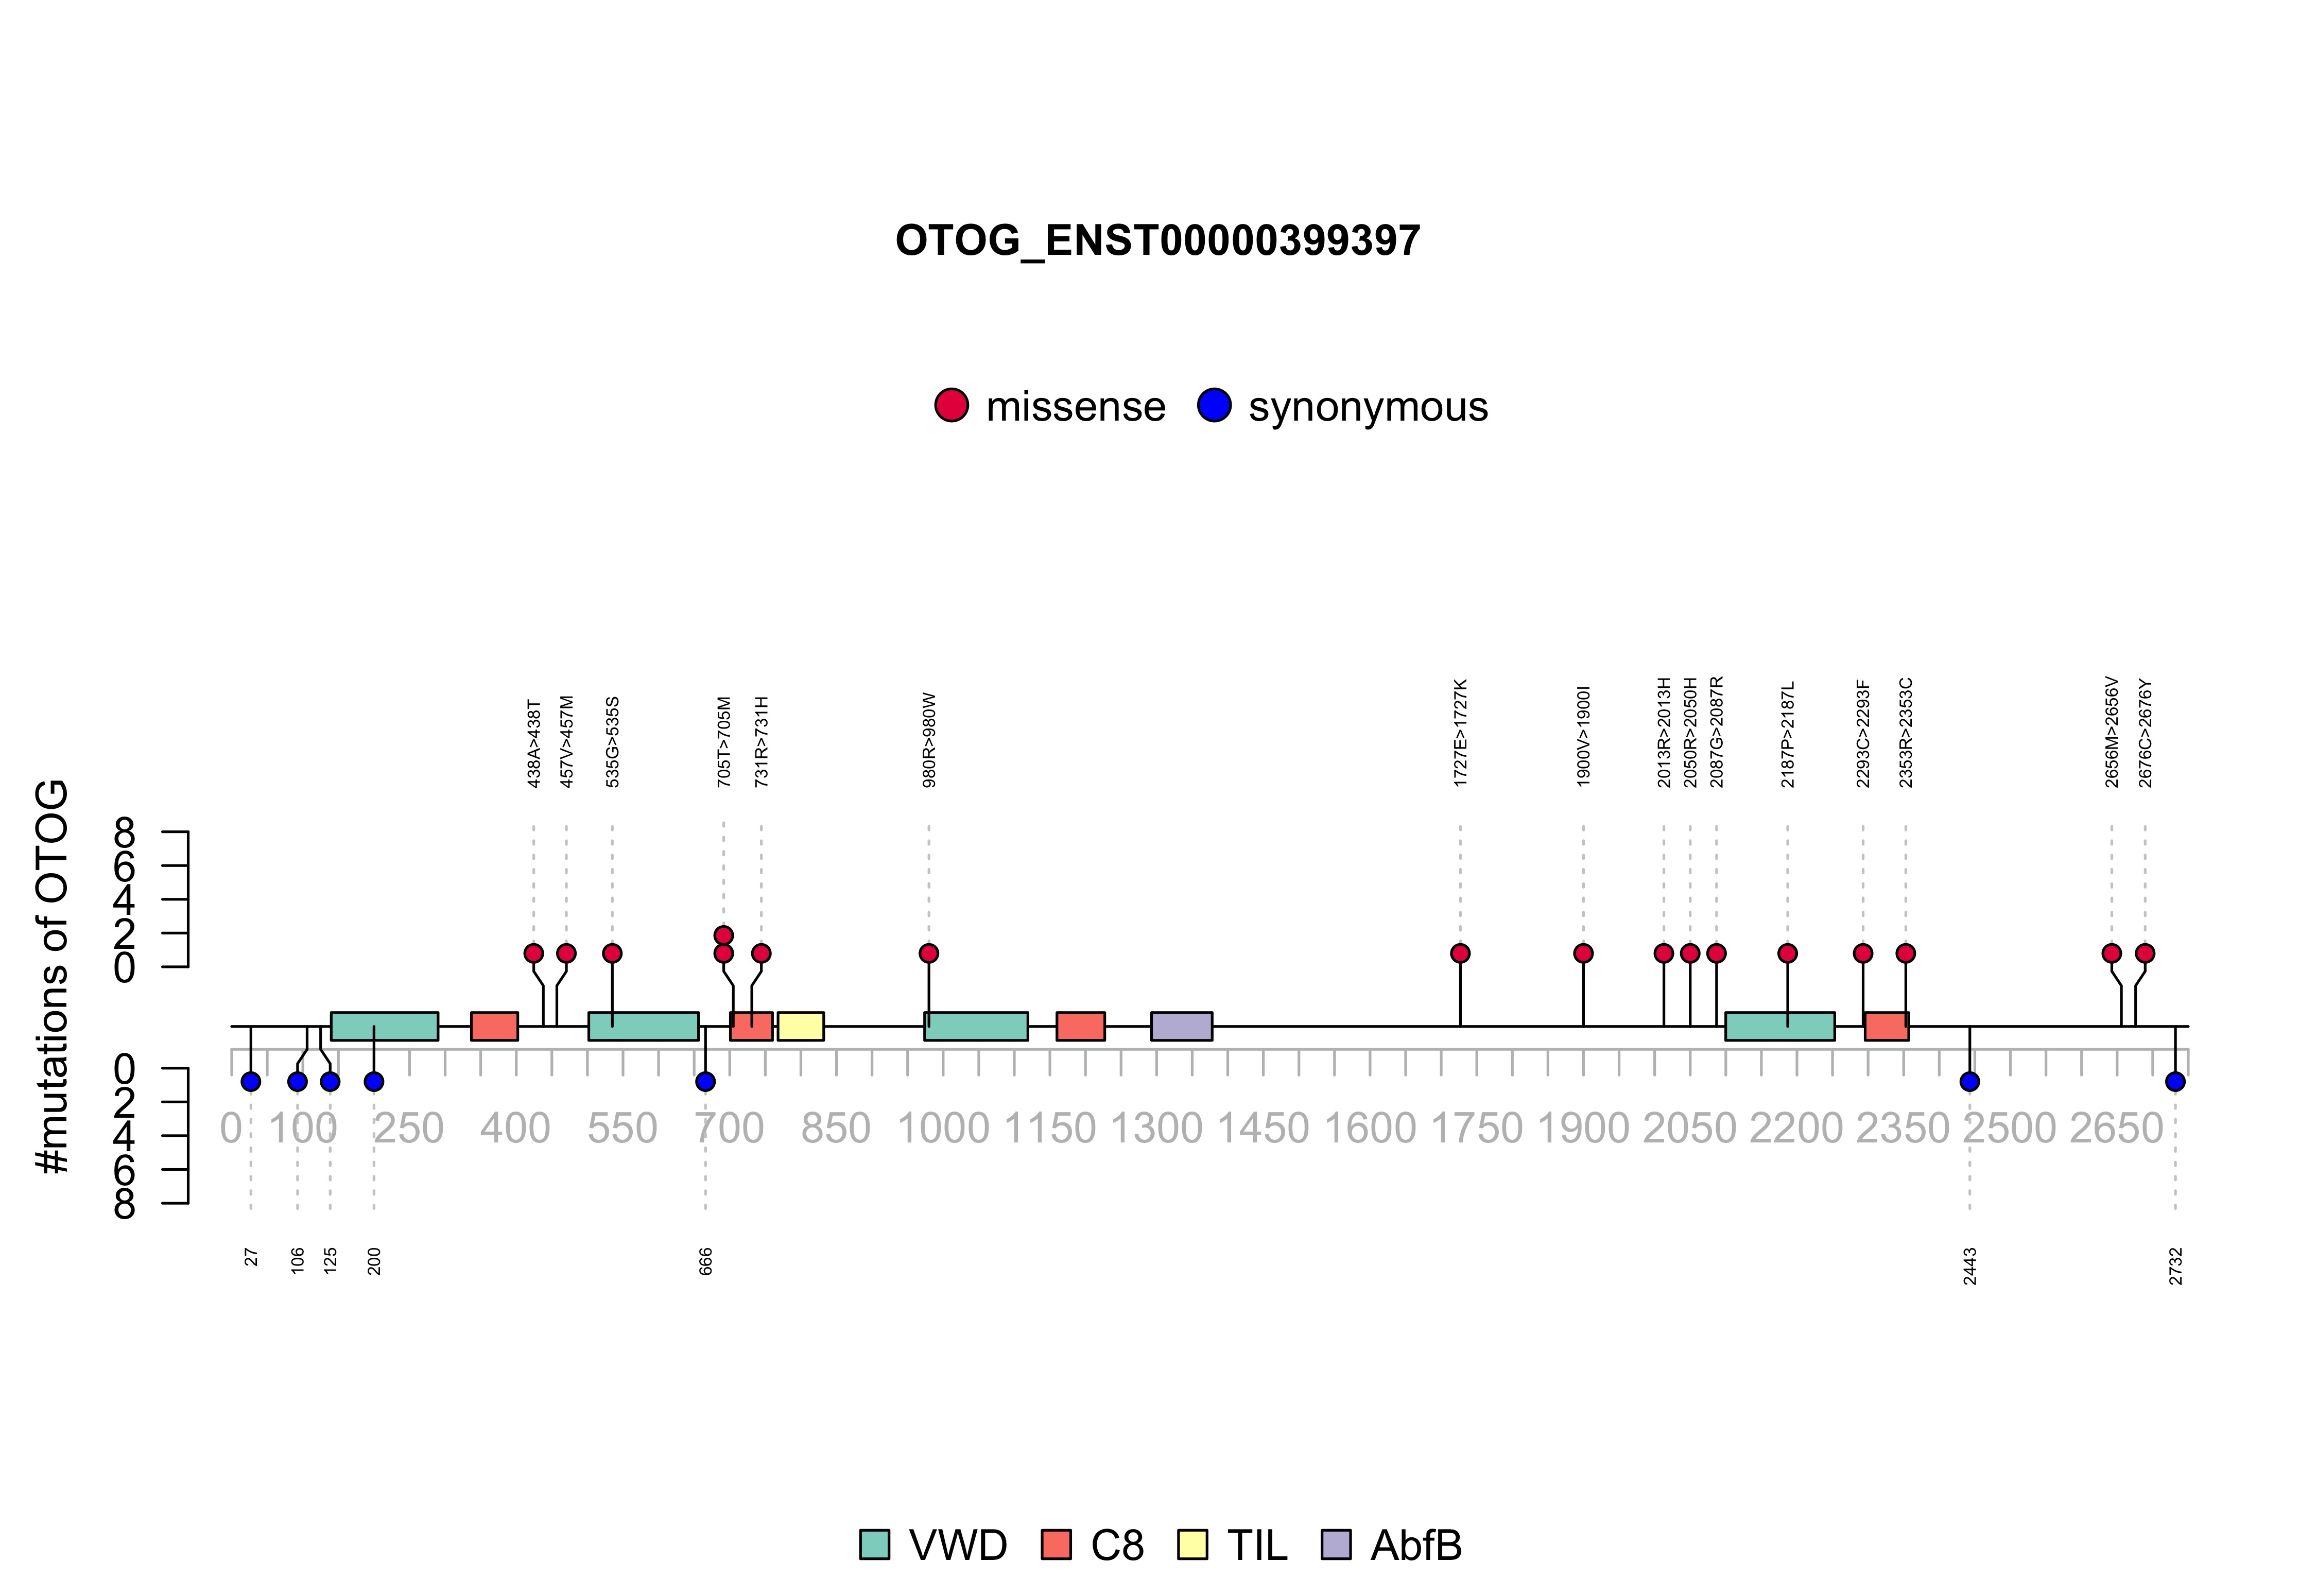 OTOG_ENST00000399397
missense synonymous
438A>438T
457V>457M
535G>535S
705T>705M
731R>731H
980R>980W
1727E>1727K
1900V>1900I
2013R>2013H
2050R>2050H
2087G>2087R
2187P>2187L
2293C>2293F
2353R>2353C
2656M>2656V
2676C>2676Y
#mutations of OTOG
8
6
4
2
0
0
2
4
6
8
0 100 250 400 550 700 850 1000 1150 1300 1450 1600 1750 1900 2050 2200 2350 2500 2650
27
106
125
200
666
2443
2732
VWD C8 TIL AbfB